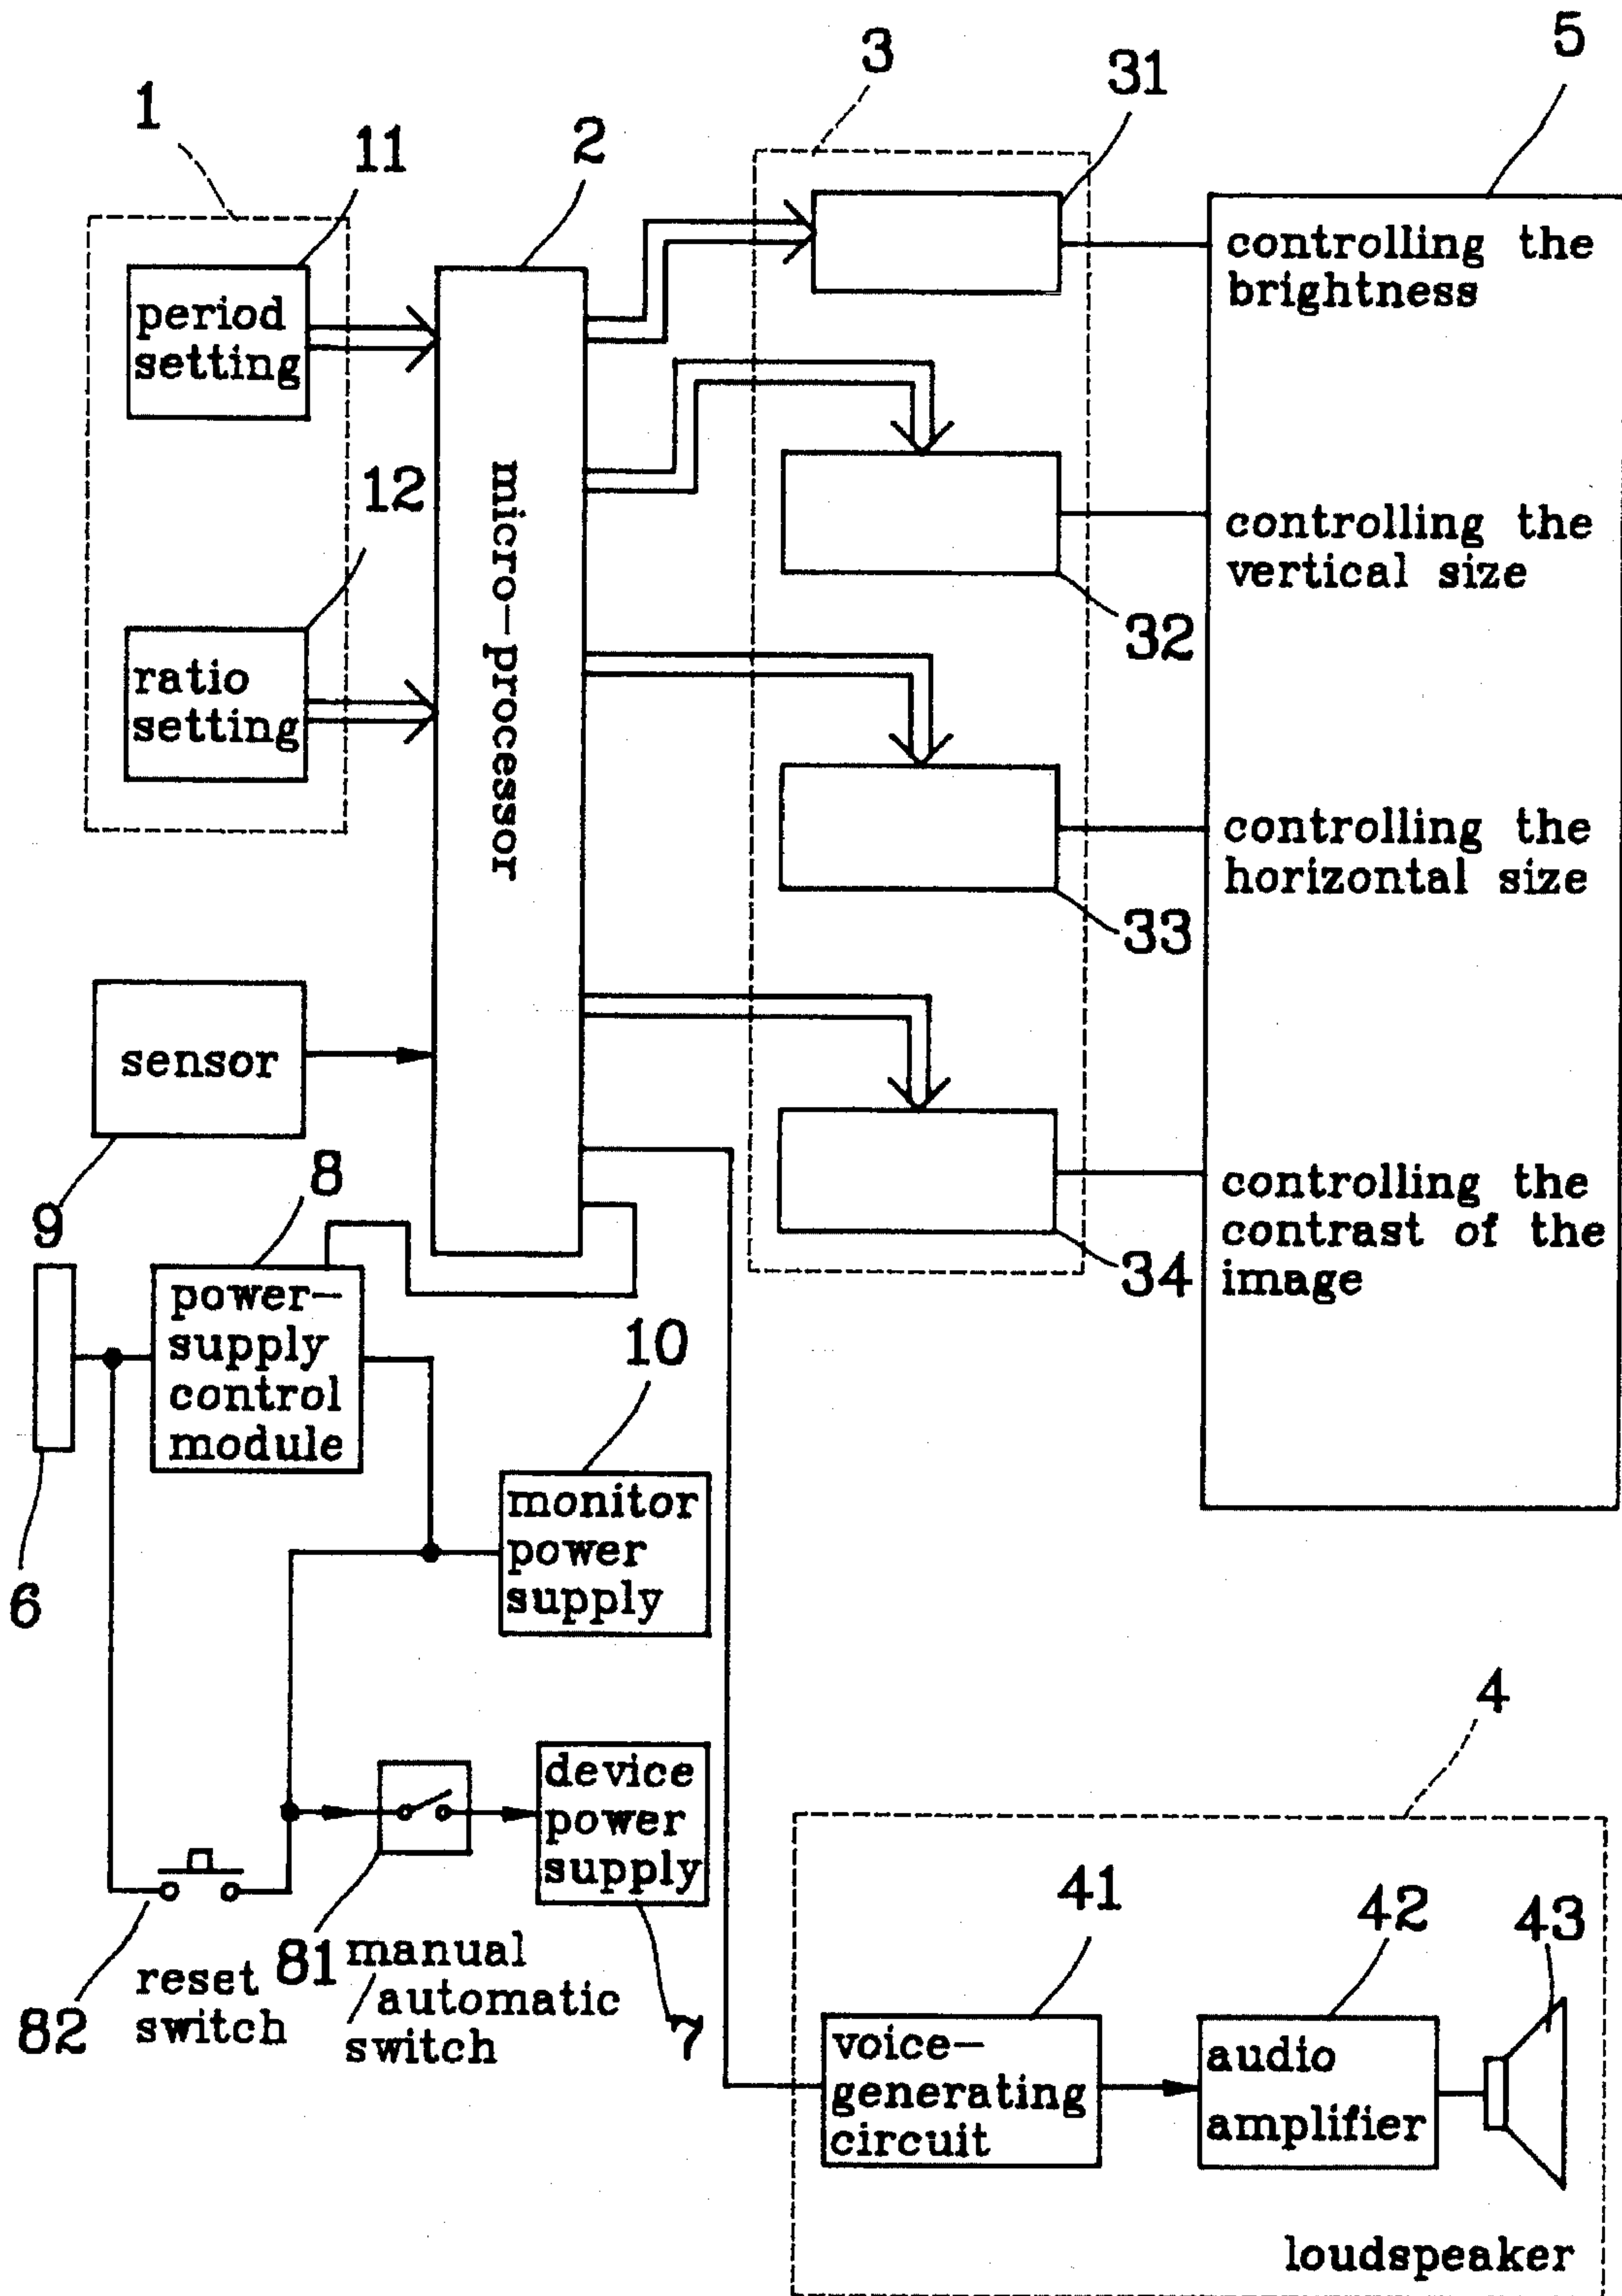 1
11
2
3
31
5
period
setting
12
ratio
setting
micro-processor
controlling the
brightness
controlling the
vertical size
32
controlling the
horizontal size
33
controlling the
contrast of the
image
34
sensor
9
8
power-
supply
control
module
6
10
monitor
power
supply
device
power
supply
7
81
manual
/automatic
switch
82
reset
switch
4
41
voice-
generating
circuit
42
audio
amplifier
43
loudspeaker